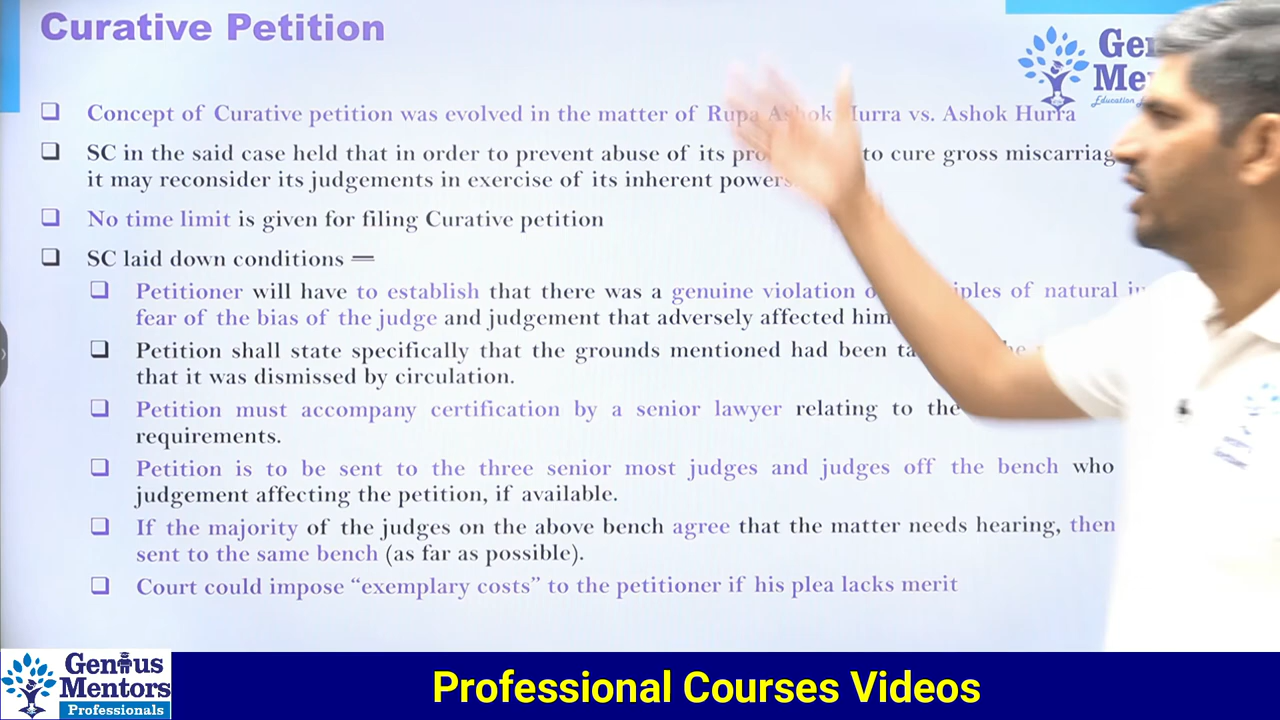 Curative Petition
Gen
Me
Education
Concept of Curative petition was evolved in the matter of Rupa Ashok Hurra vs. Ashok Hurra
SC in the said case held that in order to prevent abuse of its to cure gross
it may reconsider its judgements in exercise of its inherent powers
No time limit is given for filing Curative petition
SC laid down conditions —
Petitioner will have to establish that there was a genuine violation of natural
fear of the bias of the judge and judgement that adversely affected him
Petition shall state specifically that the grounds mentioned had been
that it was dismissed by circulation.
Petition must accompany certification by a senior lawyer relating to the
requirements.
Petition is to be sent to the three senior most judges and judges off the bench who
judgement affecting the petition, if available.
If the majority of the judges on the above bench agree that the matter needs hearing, then
sent to the same bench (as far as possible).
Court could impose “exemplary costs” to the petitioner if his plea lacks merit
Genius
Mentors
Professionals
Professional Courses Videos